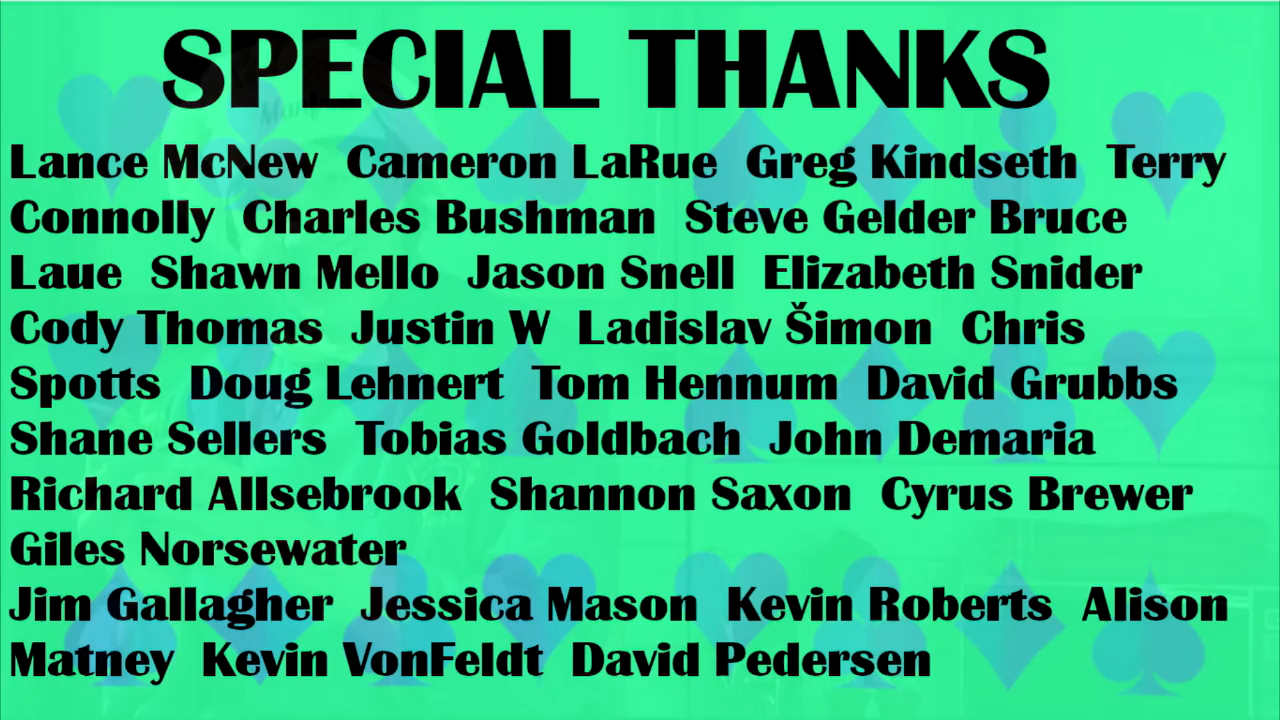 SPECIAL THANKS
Lance McNew  Cameron LaRue  Greg Kindseth  Terry
Connolly  Charles Bushman  Steve Gelder Bruce
Laue  Shawn Mello  Jason Snell  Elizabeth Snider
Cody Thomas  Justin W  Ladislav Šimon  Chris
Spotts  Doug Lehnert  Tom Hennum  David Grubbs
Shane Sellers  Tobias Goldbach  John Demaria
Richard Allsebrook  Shannon Saxon  Cyrus Brewer
Giles Norsewater
Jim Gallagher  Jessica Mason  Kevin Roberts  Alison
Matney  Kevin VonFeldt  David Pedersen